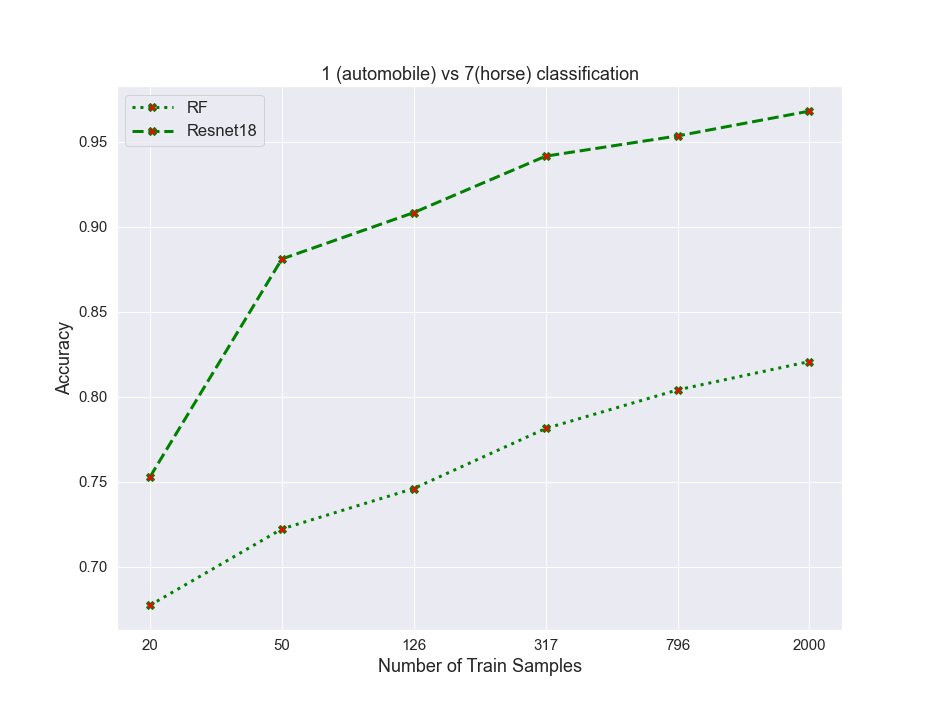 1 (automobile) vs 7(horse) classification
RF
Resnet18
0.95
0.90
0.85
0.80
0.75
0.70
Accuracy
20 50 126 317 796 2000
Number of Train Samples